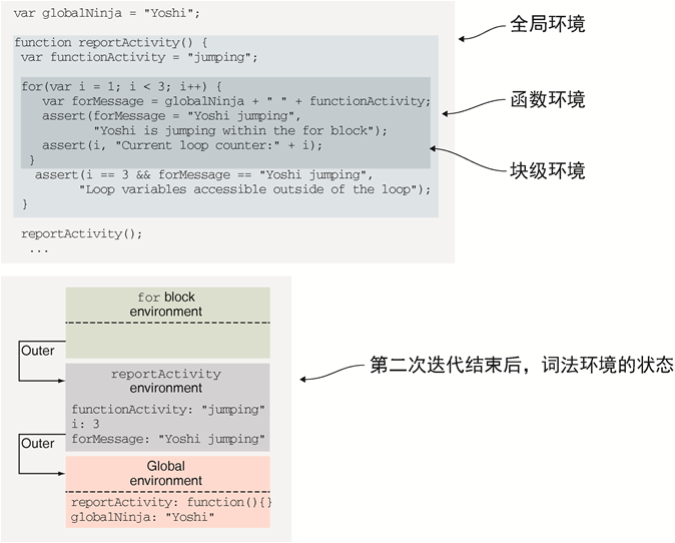 var globalNinja = "Yoshi";
全局环境
function reportActivity() {
var functionActivity = "jumping";
for(var i = 1; i < 3; i++) {
var forMessage = globalNinja + " " + functionActivity;
函数环境
assert(forMessage = "Yoshi jumping",
"Yoshi is jumping within the for block");
assert(i, "Current loop counter:" + i);
}
块级环境
assert(i == 3 && forMessage == "Yoshi jumping",
"Loop variables accessible outside of the loop");
}
reportActivity();
...
for block
environment
Outer
reportActivity
environment
第二次迭代结束后，词法环境的状态
functionActivity: "jumping"
i: 3
forMessage: "Yoshi jumping"
Outer
Global
environment
reportActivity: function(){}
globalNinja: "Yoshi"